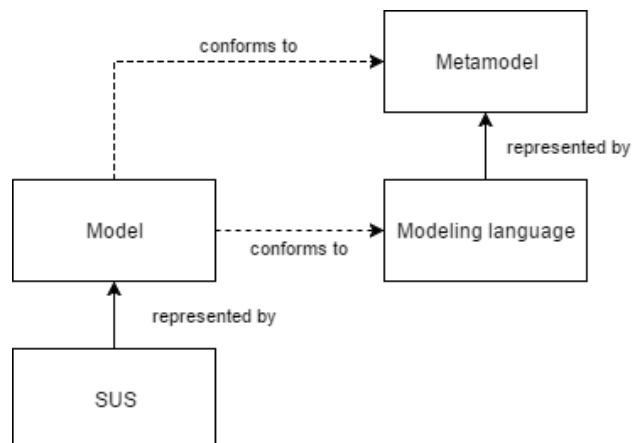 conforms to
Metamodel
represented by
Model
Modeling language
conforms to
represented by
SUS